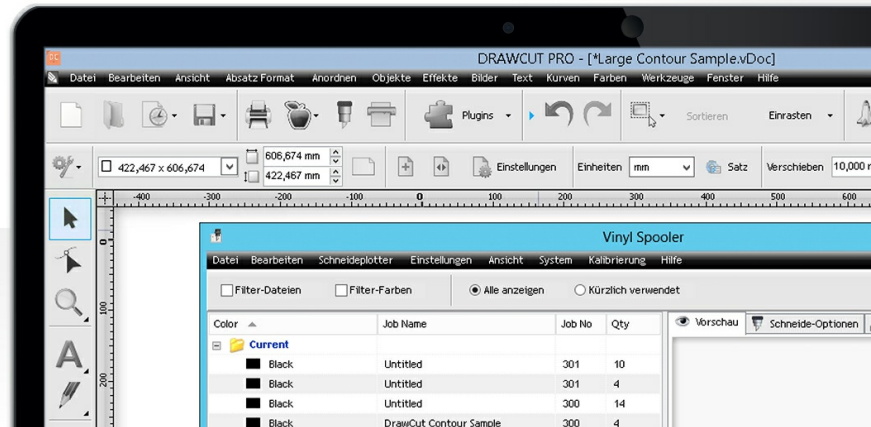 DC
DRAWCUT PRO - [*Large Contour Sample.vDoc]
Datei Bearbeiten Ansicht Absatz Format Anordnen Objekte Effekte Bilder Text Kurven Farben Werkzeuge Fenster Hilfe
Plugins Sortieren Einrasten
422,467 x 606,674 606,674 mm Einstellungen Einheiten mm Satz Verschieben 10,000
422,467 mm
-400 -300 -200 -100 0 100 200 300 400 500 600
0
100
200
Vinyl Spooler
Datei Bearbeiten Schneideplotter Einstellungen Ansicht System Kalibrierung Hilfe
Filter-Dateien Filter-Farben Alle anzeigen Kürzlich verwendet
Color Job Name Job No Qty Vorschau Schneide-Optionen
Current
Black Untitled 301 10
Black Untitled 301 4
Black Untitled 300 14
Black DrawCut Contour Sample 300 4